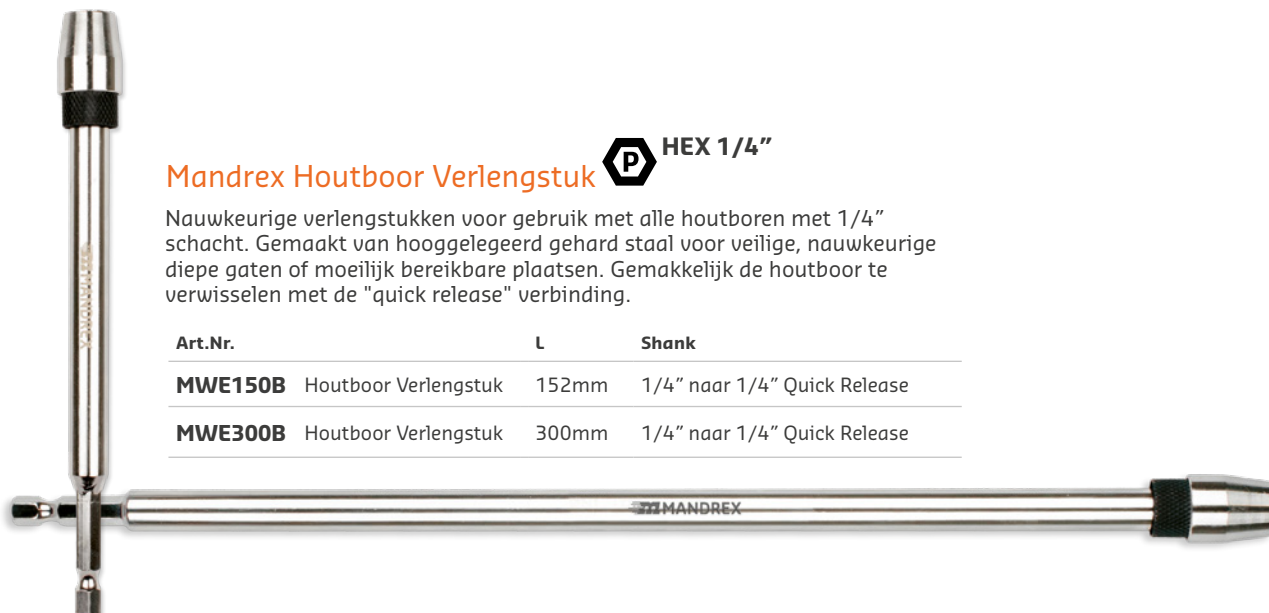 HEX 1/4”
P
Mandrex Houtboor Verlengstuk
Nauwkeurige verlengstukken voor gebruik met alle houtboren met 1/4”
schacht. Gemaakt van hooggelegeerd gehard staal voor veilige, nauwkeurige
diepe gaten of moeilijk bereikbare plaatsen. Gemakkelijk de houtboor te
verwisselen met de "quick release" verbinding.
Art.Nr. L Shank
MWE150B Houtboor Verlengstuk 152mm 1/4” naar 1/4” Quick Release
MWE300B Houtboor Verlengstuk 300mm 1/4” naar 1/4” Quick Release
MANDREX
MANDREX